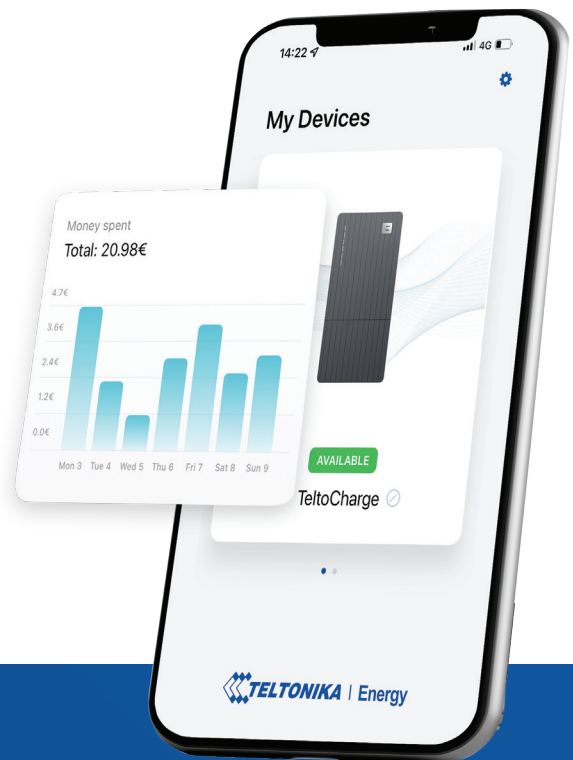 14:22
4G
My Devices
Money spent
Total: 20.98€
4.7€
3.6€
2.4€
1.2€
0.0€
Mon 3 Tue 4 Wed 5 Thu 6 Fri 7 Sat 8 Sun 9
AVAILABLE
TeltoCharge
TELTONIKA | Energy